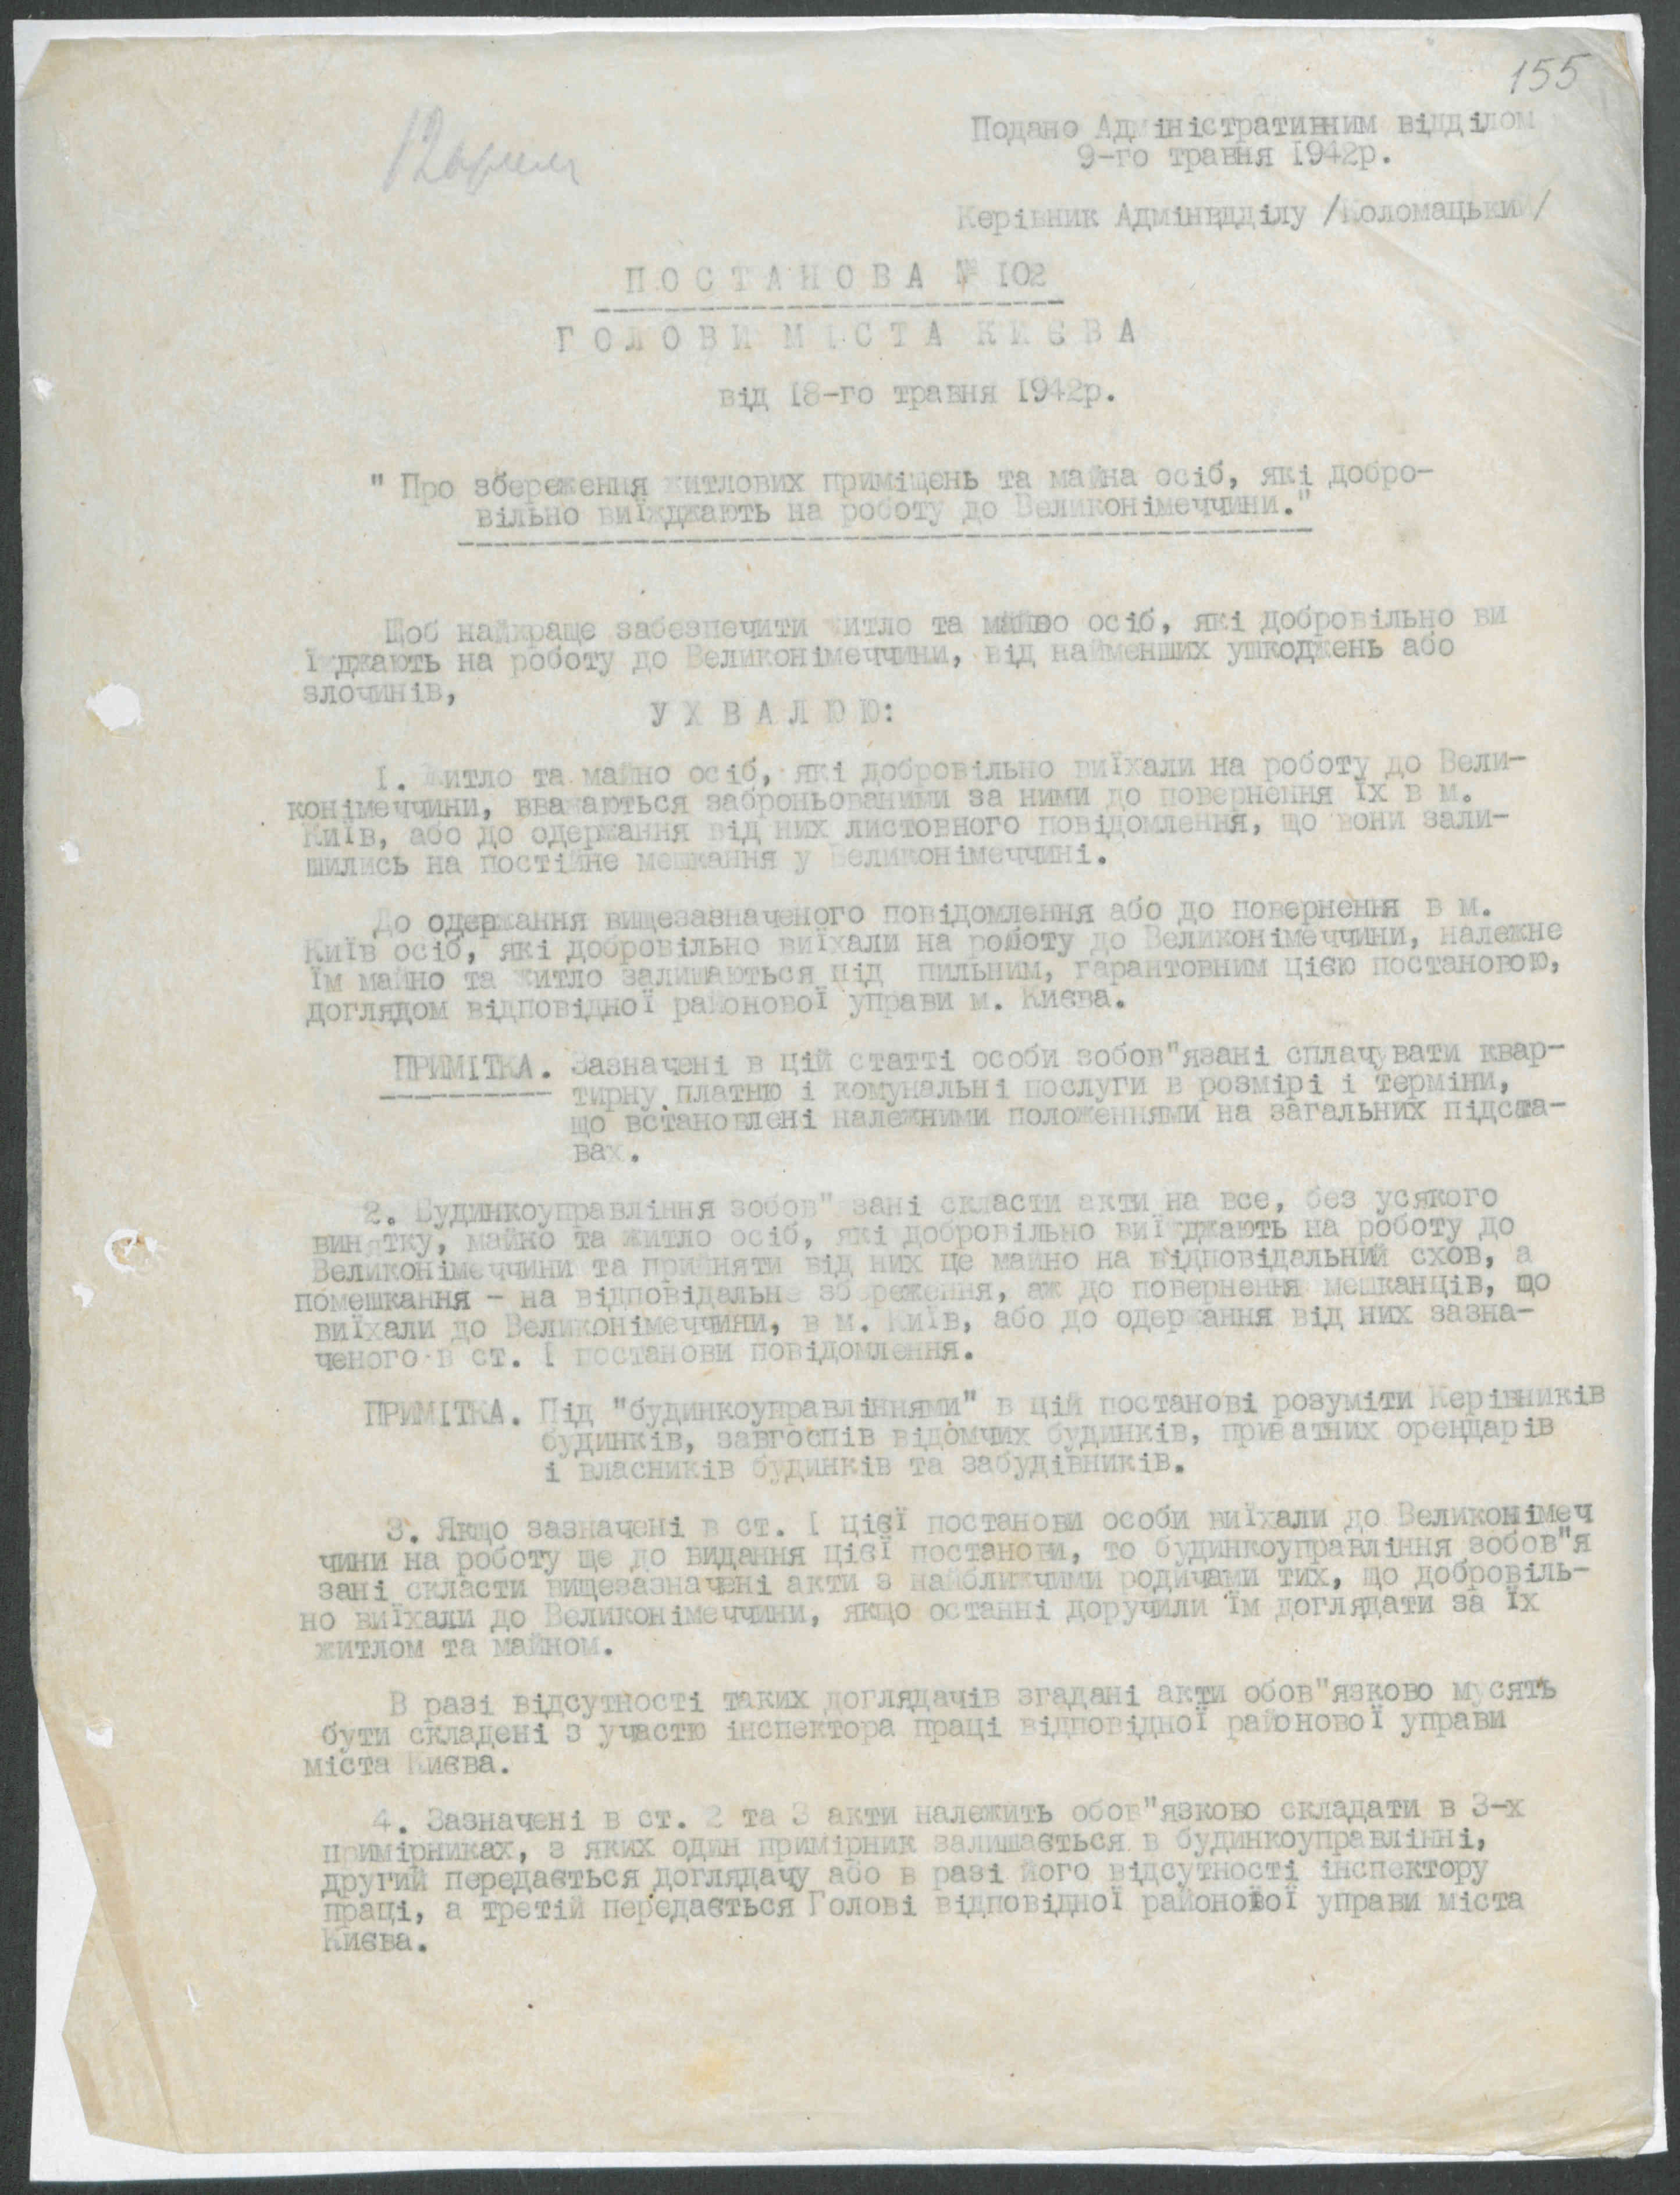 155
Подано Адміністративним відділом
9-го травня 1942р.
Керівник Адмінвідділу /Коломацький/
ПОСТАНОВА № 102
ГОЛОВИ МІСТА КИЄВА
від 18-го травня 1942р.
" Про збереження житлових приміщень та майна осіб, які добро-
вільно виїжджають на роботу до Великонімеччини."
Щоб найкраще забезпечити житло та майно осіб, які добровільно ви
їжджають на роботу до Великонімеччини, від найменших ушкоджень або
злочинів,
УХВАЛЮЮ:
1. Житло та майно осіб, які добровільно виїхали на роботу до Вели-
конімеччини, вважаються заброньованими за ними до повернення їх в м.
Київ, або до одержання від них листовного повідомлення, що вони зали-
шились на постійне мешкання у Великонімеччині.
До одержання вищезазначеного повідомлення або до повернення в м.
Київ осіб, які добровільно виїхали на роботу до Великонімеччини, належне
їм майно та житло залишаються під пильним, гарантовним цією постановою,
доглядом відповідної районової управи м. Києва.
ПРИМІТКА. Зазначені в цій статті особи зобов"язані сплачувати квар-
тирну платню і комунальні послуги в розмірі і терміни,
що встановлені належними положеннями на загальних підста-
вах.
2. Будинкоуправління зобов"язані скласти акти на все, без усякого
винятку, майно та житло осіб, які добровільно виїжджають на роботу до
Великонімеччини та прийняти від них це майно на відповідальний схов, а
помешкання - на відповідальне збереження, аж до повернення мешканців, що
виїхали до Великонімеччини, в м. Київ, або до одержання від них зазна-
ченого в ст. 1 постанови повідомлення.
ПРИМІТКА. Під "будинкоуправліннями" в цій постанові розуміти Керівників
будинків, завгоспів відомчих будинків, приватних орендарів
і власників будинків та забудівників.
3. Якщо зазначені в ст. 1 цієї постанови особи виїхали до Великонімеч
чини на роботу ще до видання цієї постанови, то будинкоуправління зобов"я
зані скласти вищезазначені акти з найближчими родичами тих, що добровіль-
но виїхали до Великонімеччини, якщо останні доручили їм доглядати за їх
житлом та майном.
В разі відсутності таких доглядачів згадані акти обов"язково мусять
бути складені з участю інспектора праці відповідної районової управи
міста Києва.
4. Зазначені в ст. 2 та 3 акти належить обов"язково складати в 3-х
примірниках, з яких один примірник залишається в будинкоуправлінні,
другий передається доглядачу або в разі його відсутності інспектору
праці, а третій передається Голові відповідної районової управи міста
Києва.